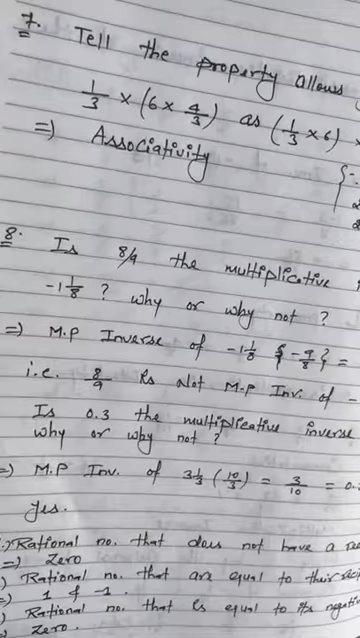 7. Tell the property allows
1/3 × (6 × 4/3) as (1/3 × 6) ×
=) Associativity
8. Is 8/9 the multiplicative
-1 1/8 ? why or why not ?
=) M.P Inverse of -1 1/8 {-9/8} =
i.e. 8/9 is Not M.P Inv. of -
Is 0.3 the multiplicative inverse
why or why not ?
=) M.P Inv. of 3 1/3 (10/3) = 3/10 = 0.
yes.
.) Rational no. that does not have a
=) Zero
) Rational no. that are equal to their
=) 1 & -1.
) Rational no. that is equal to its
=) Zero.